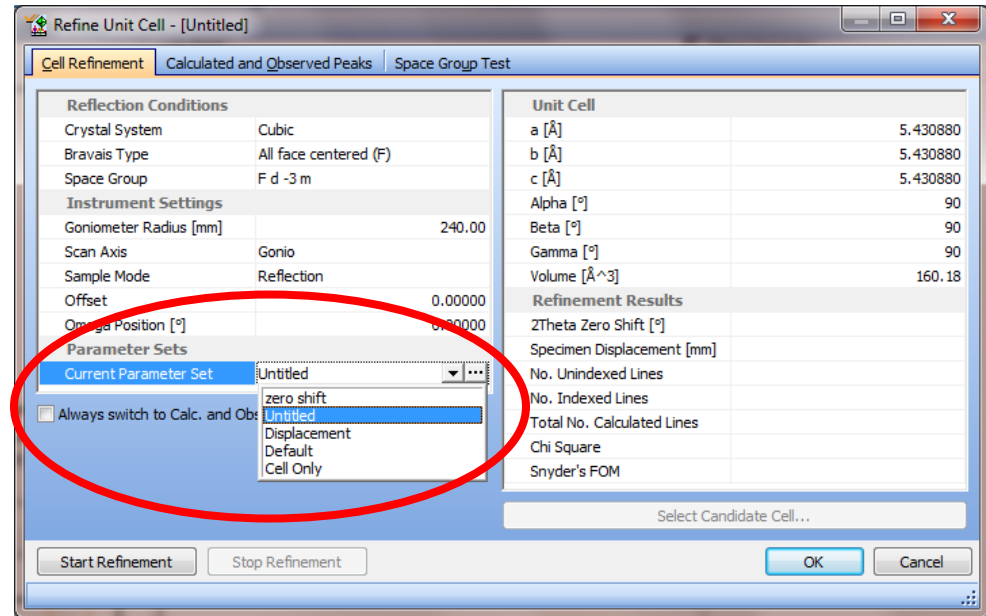 Refine Unit Cell - [Untitled]
Cell Refinement Calculated and Observed Peaks Space Group Test
Reflection Conditions
Crystal System Cubic
Bravais Type All face centered (F)
Space Group F d -3 m
Instrument Settings
Goniometer Radius [mm] 240.00
Scan Axis Gonio
Sample Mode Reflection
Offset 0.00000
Omega Position [°] 0.00000
Parameter Sets
Current Parameter Set Untitled
zero shift
Untitled
Displacement
Default
Cell Only
Always switch to Calc. and Obs
Unit Cell
a [Å] 5.430880
b [Å] 5.430880
c [Å] 5.430880
Alpha [°] 90
Beta [°] 90
Gamma [°] 90
Volume [Å^3] 160.18
Refinement Results
2Theta Zero Shift [°]
Specimen Displacement [mm]
No. Unindexed Lines
No. Indexed Lines
Total No. Calculated Lines
Chi Square
Snyder's FOM
Select Candidate Cell...
Start Refinement Stop Refinement OK Cancel